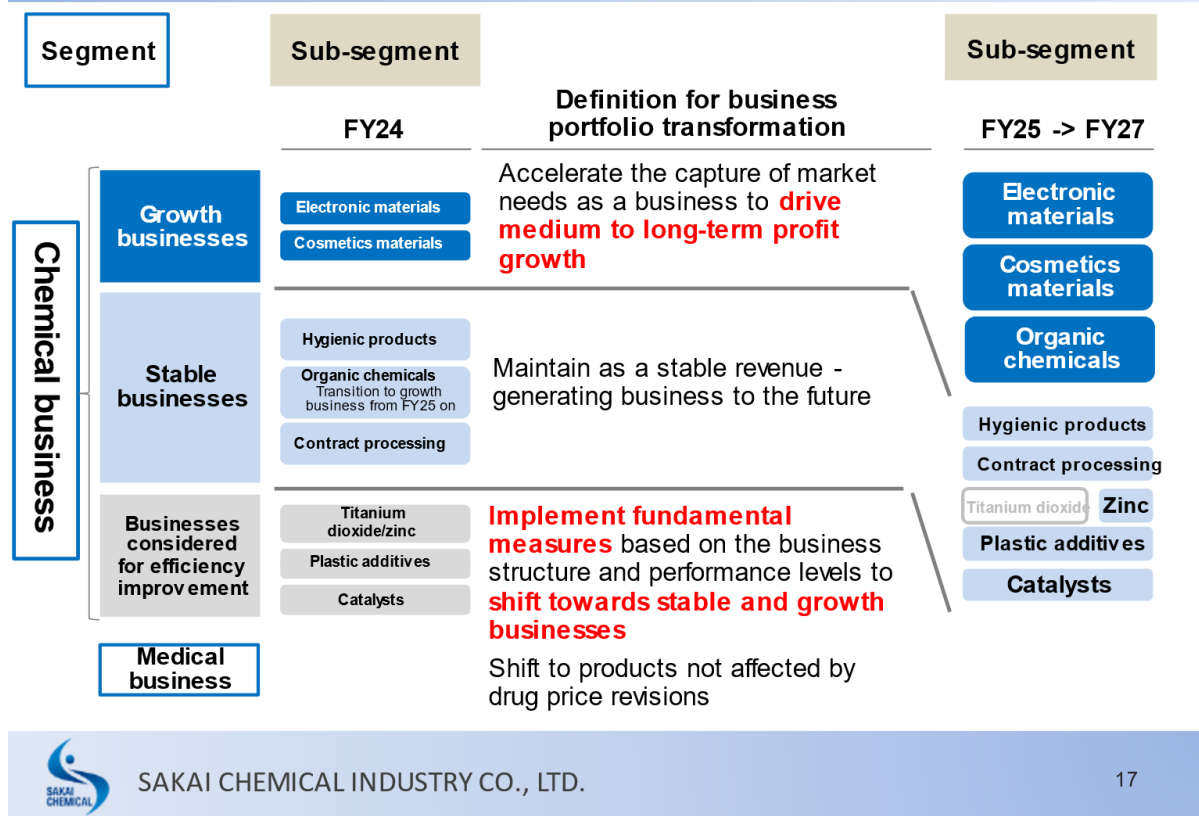 Segment
Sub-segment
Sub-segment
FY24
Definition for business
portfolio transformation
FY25 -> FY27
Chemical business
Growth
businesses
Electronic materials
Cosmetics materials
Accelerate the capture of market
needs as a business to drive
medium to long-term profit
growth
Electronic
materials
Cosmetics
materials
Organic
chemicals
Stable
businesses
Hygienic products
Organic chemicals
Transition to growth
business from FY25 on
Contract processing
Maintain as a stable revenue -
generating business to the future
Hygienic products
Contract processing
Titanium dioxide
Zinc
Plastic additives
Catalysts
Businesses
considered
for efficiency
improvement
Titanium
dioxide/zinc
Plastic additives
Catalysts
Implement fundamental
measures based on the business
structure and performance levels to
shift towards stable and growth
businesses
Medical
business
Shift to products not affected by
drug price revisions
SAKAI
CHEMICAL
SAKAI CHEMICAL INDUSTRY CO., LTD.
17